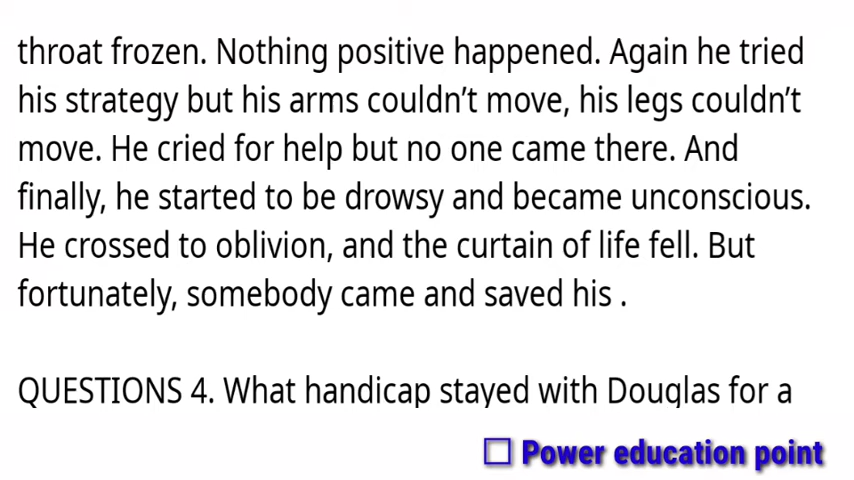 throat frozen. Nothing positive happened. Again he tried
his strategy but his arms couldn’t move, his legs couldn’t
move. He cried for help but no one came there. And
finally, he started to be drowsy and became unconscious.
He crossed to oblivion, and the curtain of life fell. But
fortunately, somebody came and saved his .
QUESTIONS 4. What handicap stayed with Douglas for a
Power education point